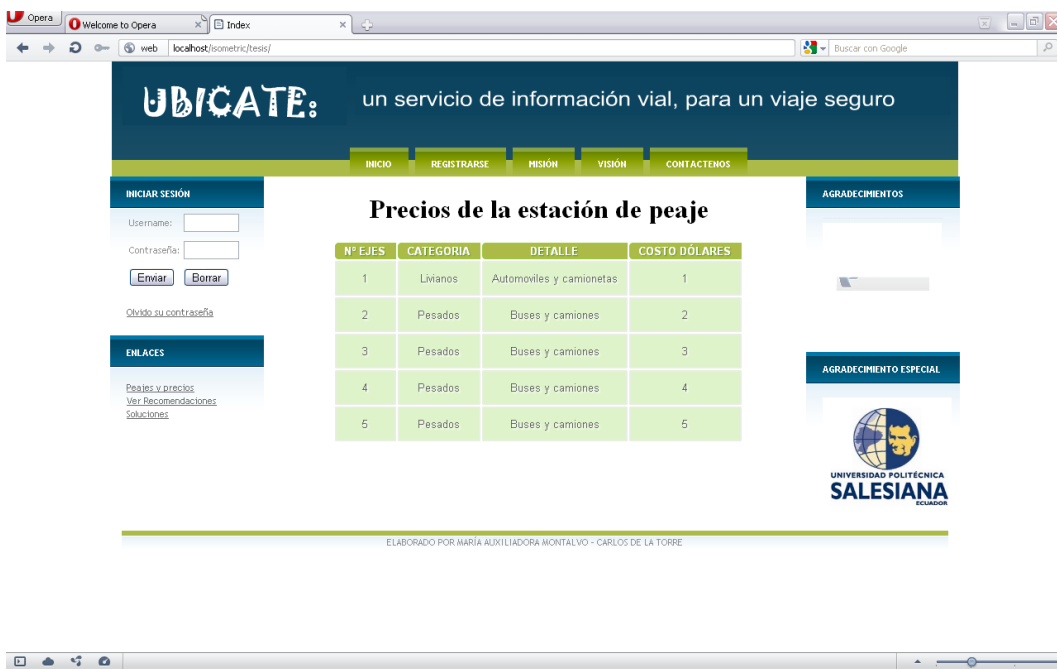 Opera
Welcome to Opera
Index
web
localhost/isometric/tesis/
Buscar con Google
UBICATE:
un servicio de información vial, para un viaje seguro
INICIO
REGISTRARSE
MISIÓN
VISIÓN
CONTACTENOS
INICIAR SESIÓN
Username:
Contraseña:
Enviar
Borrar
Olvido su contraseña
ENLACES
Peajes y precios
Ver Recomendaciones
Soluciones
Precios de la estación de peaje
Nº EJES CATEGORIA DETALLE COSTO DÓLARES
1 Livianos Automoviles y camionetas 1
2 Pesados Buses y camiones 2
3 Pesados Buses y camiones 3
4 Pesados Buses y camiones 4
5 Pesados Buses y camiones 5
AGRADECIMIENTOS
AGRADECIMIENTO ESPECIAL
UNIVERSIDAD POLITÉCNICA
SALESIANA
ECUADOR
ELABORADO POR MARÍA AUXILIADORA MONTALVO - CARLOS DE LA TORRE